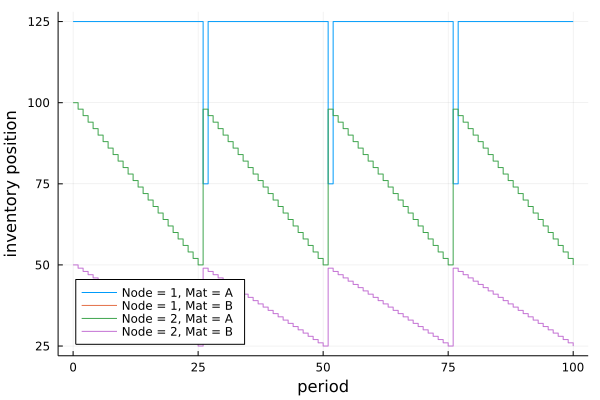 125
100
75
50
25
inventory position
Node = 1, Mat = A
Node = 1, Mat = B
Node = 2, Mat = A
Node = 2, Mat = B
0
25
50
75
100
period